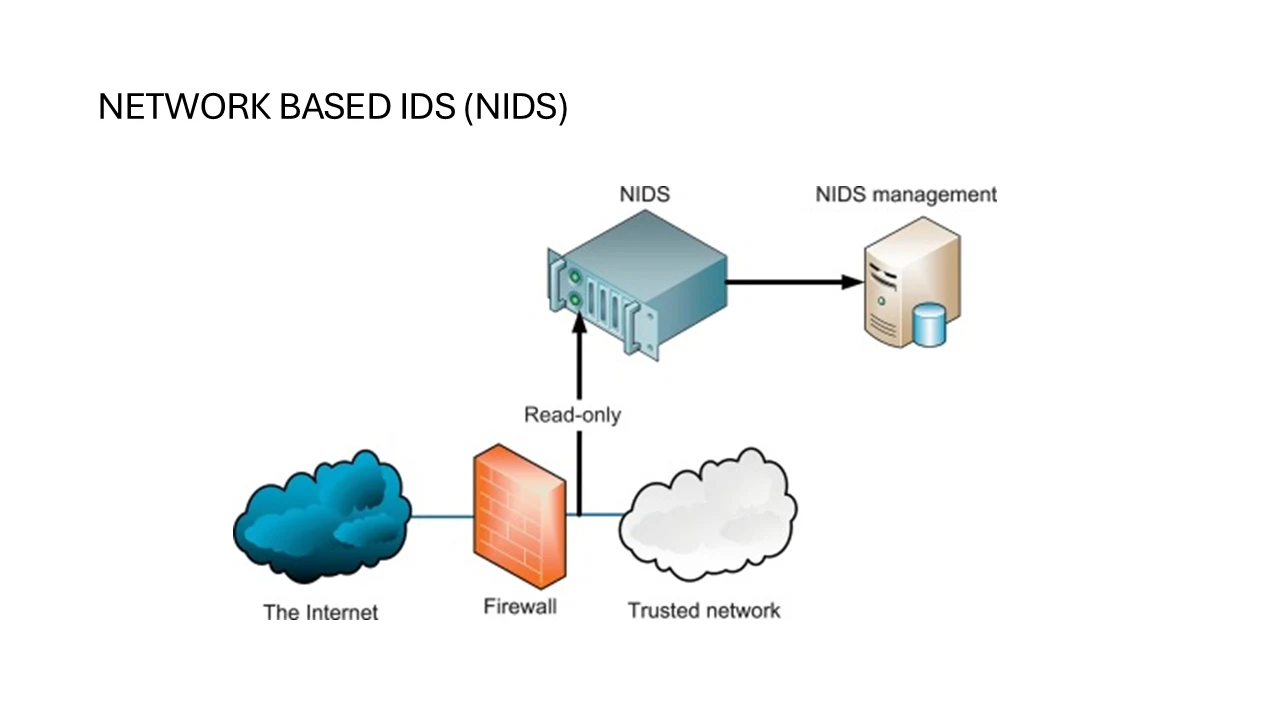 NETWORK BASED IDS (NIDS)
NIDS
NIDS management
Read-only
The Internet
Firewall
Trusted network